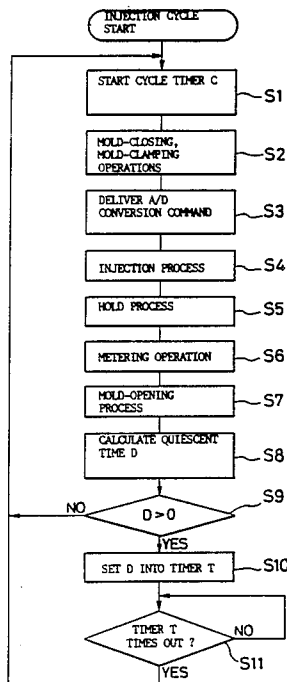 INJECTION CYCLE
START
START CYCLE TIMER C
S1
MOLD-CLOSING,
MOLD-CLAMPING
OPERATIONS
S2
DELIVER A/D
CONVERSION COMMAND
S3
INJECTION PROCESS
S4
HOLD PROCESS
S5
METERING OPERATION
S6
MOLD-OPENING
PROCESS
S7
CALCULATE QUIESCENT
TIME D
S8
NO
D>0
S9
YES
SET D INTO TIMER T
S10
TIMER T
TIMES OUT ?
NO
S11
YES